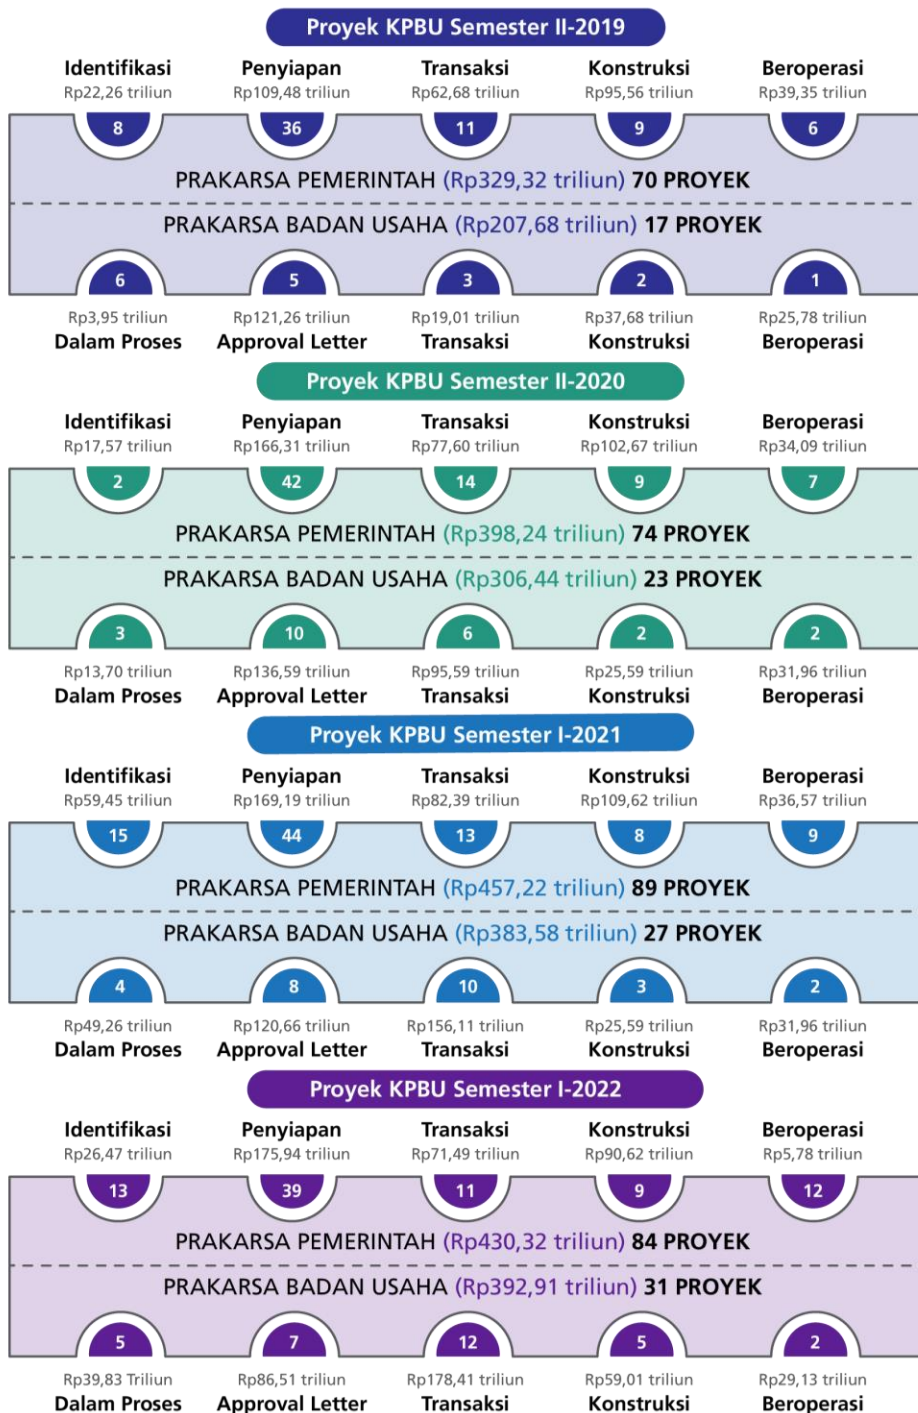 Proyek KPBU Semester II-2019
Identifikasi Penyiapan Transaksi Konstruksi Beroperasi
Rp22,26 triliun Rp109,48 triliun Rp62,68 triliun Rp95,56 triliun Rp39,35 triliun
8 36 11 9 6
PRAKARSA PEMERINTAH (Rp329,32 triliun) 70 PROYEK
PRAKARSA BADAN USAHA (Rp207,68 triliun) 17 PROYEK
6 5 3 2 1
Rp3,95 triliun Rp121,26 triliun Rp19,01 triliun Rp37,68 triliun Rp25,78 triliun
Dalam Proses Approval Letter Transaksi Konstruksi Beroperasi
Proyek KPBU Semester II-2020
Identifikasi Penyiapan Transaksi Konstruksi Beroperasi
Rp17,57 triliun Rp166,31 triliun Rp77,60 triliun Rp102,67 triliun Rp34,09 triliun
2 42 14 9 7
PRAKARSA PEMERINTAH (Rp398,24 triliun) 74 PROYEK
PRAKARSA BADAN USAHA (Rp306,44 triliun) 23 PROYEK
3 10 6 2 2
Rp13,70 triliun Rp136,59 triliun Rp95,59 triliun Rp25,59 triliun Rp31,96 triliun
Dalam Proses Approval Letter Transaksi Konstruksi Beroperasi
Proyek KPBU Semester I-2021
Identifikasi Penyiapan Transaksi Konstruksi Beroperasi
Rp59,45 triliun Rp169,19 triliun Rp82,39 triliun Rp109,62 triliun Rp36,57 triliun
15 44 13 8 9
PRAKARSA PEMERINTAH (Rp457,22 triliun) 89 PROYEK
PRAKARSA BADAN USAHA (Rp383,58 triliun) 27 PROYEK
4 8 10 3 2
Rp49,26 triliun Rp120,66 triliun Rp156,11 triliun Rp25,59 triliun Rp31,96 triliun
Dalam Proses Approval Letter Transaksi Konstruksi Beroperasi
Proyek KPBU Semester I-2022
Identifikasi Penyiapan Transaksi Konstruksi Beroperasi
Rp26,47 triliun Rp175,94 triliun Rp71,49 triliun Rp90,62 triliun Rp5,78 triliun
13 39 11 9 12
PRAKARSA PEMERINTAH (Rp430,32 triliun) 84 PROYEK
PRAKARSA BADAN USAHA (Rp392,91 triliun) 31 PROYEK
5 7 12 5 2
Rp39,83 Triliun Rp86,51 triliun Rp178,41 triliun Rp59,01 triliun Rp29,13 triliun
Dalam Proses Approval Letter Transaksi Konstruksi Beroperasi